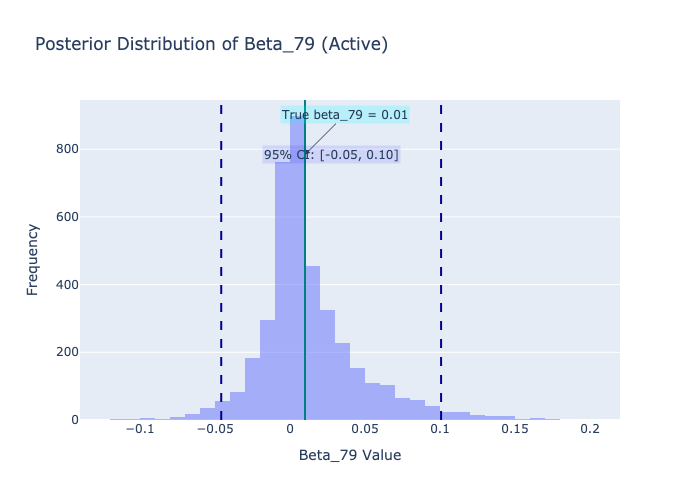 Posterior Distribution of Beta_79 (Active)
True beta_79 = 0.01
95% CI: [-0.05, 0.10]
Frequency
800
600
400
200
0
−0.1
−0.05
0
0.05
0.1
0.15
0.2
Beta_79 Value